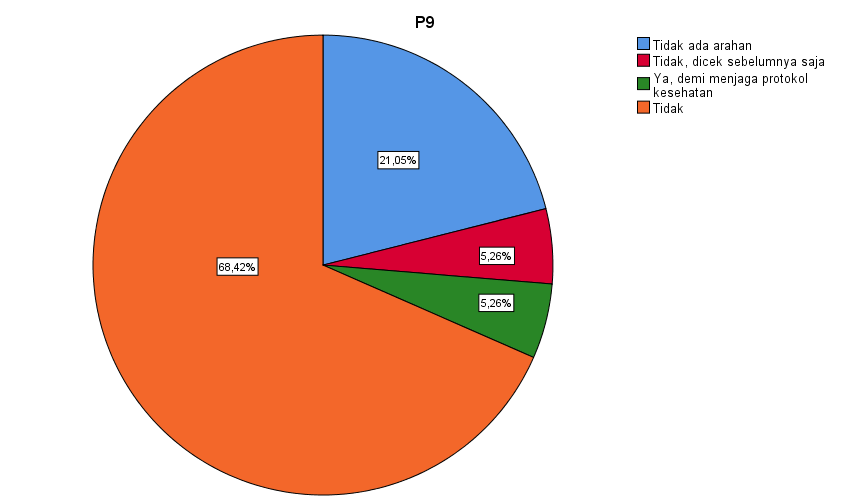 P9
Tidak ada arahan
Tidak, dicek sebelumnya saja
Ya, demi menjaga protokol
kesehatan
Tidak
21,05%
5,26%
5,26%
68,42%